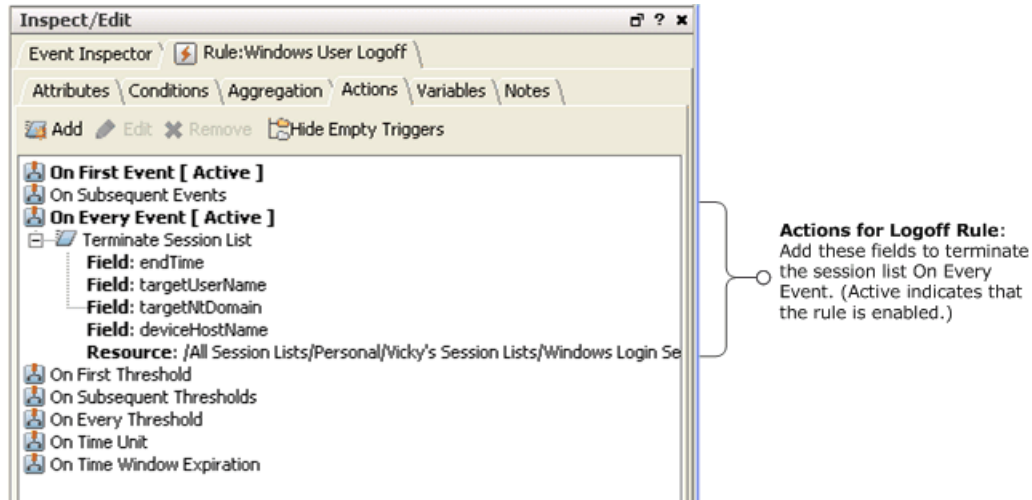 Inspect/Edit
Event Inspector Rule:Windows User Logoff
Attributes Conditions Aggregation Actions Variables Notes
Add Edit Remove Hide Empty Triggers
On First Event [ Active ]
On Subsequent Events
On Every Event [ Active ]
Terminate Session List
Field: endTime
Field: targetUserName
Field: targetNtDomain
Field: deviceHostName
Resource: /All Session Lists/Personal/Vicky's Session Lists/Windows Login Se
On First Threshold
On Subsequent Thresholds
On Every Threshold
On Time Unit
On Time Window Expiration
Actions for Logoff Rule:
Add these fields to terminate
the session list On Every
Event. (Active indicates that
the rule is enabled.)